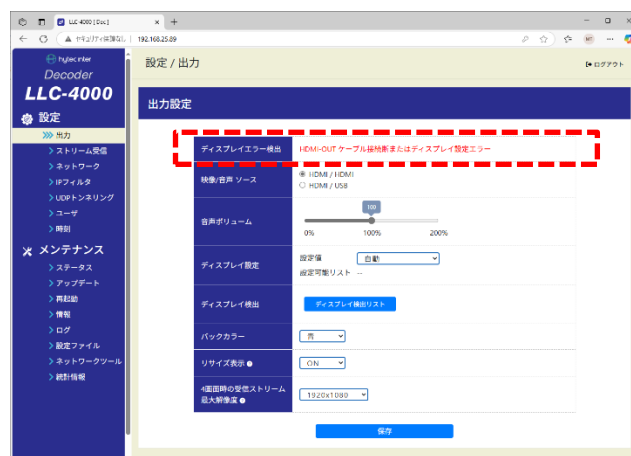 LLC-4000 [Dec]
192.168.25.89
hytec inter
Decoder
LLC-4000
設定
出力
ストリーム受信
ネットワーク
IPフィルタ
UDPトンネリング
ユーザ
時刻
メンテナンス
ステータス
アップデート
再起動
情報
ログ
設定ファイル
ネットワークツール
統計情報
設定 / 出力
ログアウト
出力設定
ディスプレイエラー検出
HDMI-OUT ケーブル接続断またはディスプレイ設定エラー
映像/音声 ソース
HDMI / HDMI
HDMI / USB
音声ボリューム
100
0% 100% 200%
ディスプレイ設定
設定値 自動
設定可能リスト --
ディスプレイ検出
ディスプレイ検出リスト
バックカラー
青
リサイズ表示
ON
4画面時の受信ストリーム
最大解像度
1920x1080
保存